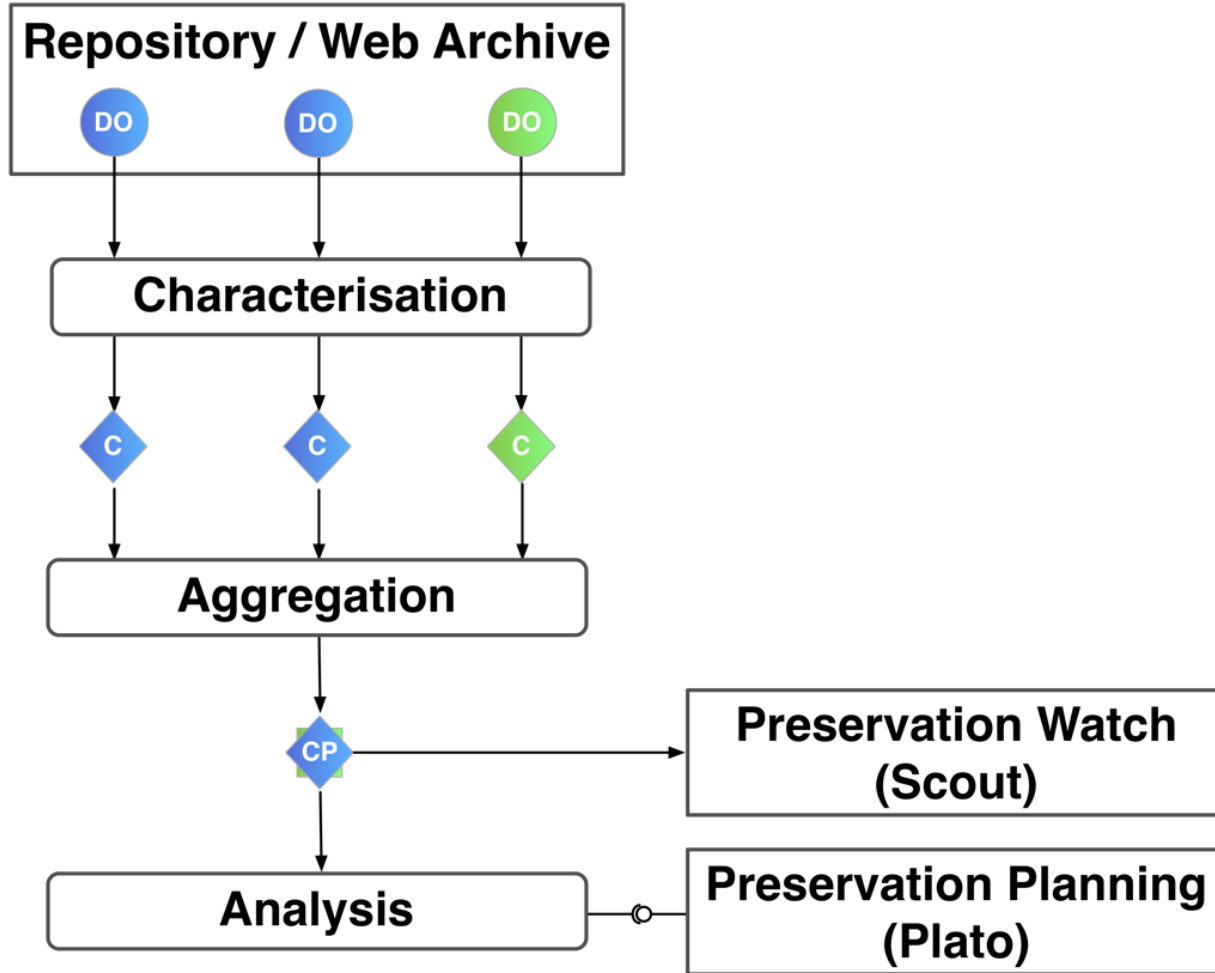 Repository / Web Archive
DO
DO
DO
Characterisation
C
C
C
Aggregation
CP
Preservation Watch
(Scout)
Analysis
Preservation Planning
(Plato)